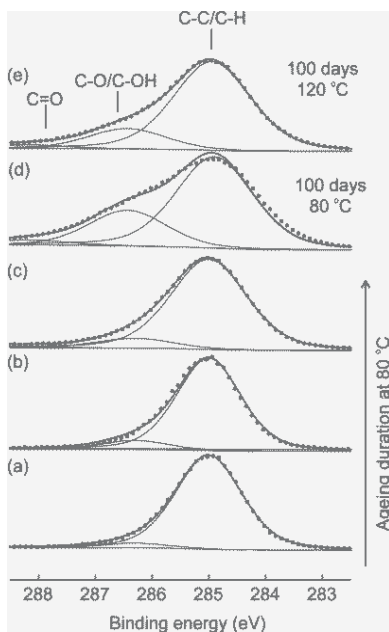 C-C/C-H
(e)
C-O/C-OH
100 days
120 °C
C=O
(d)
100 days
80 °C
(c)
(b)
(a)
Ageing duration at 80 °C
288 287 286 285 284 283
Binding energy (eV)